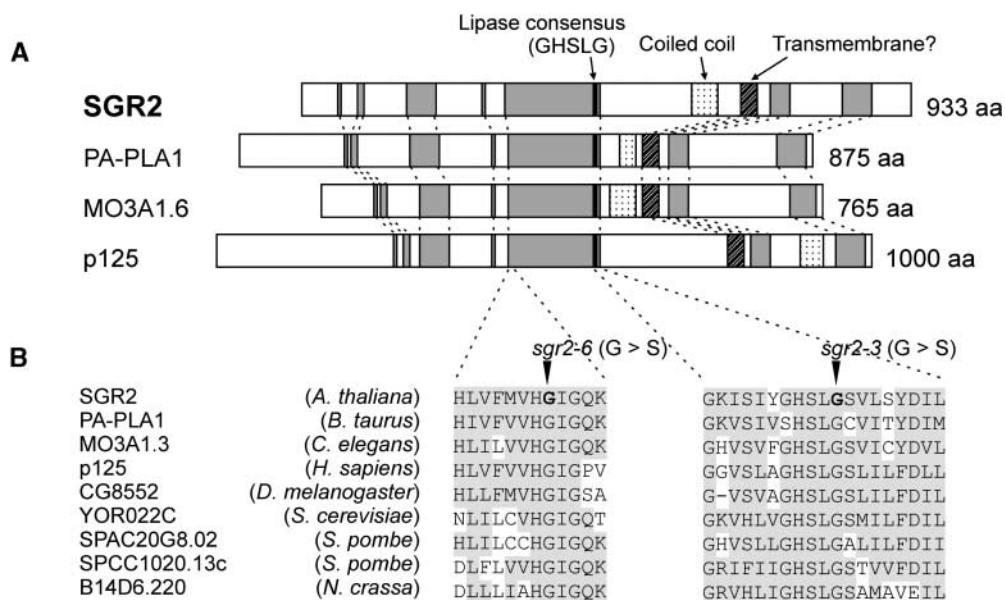 A
Lipase consensus
(GHSLG)
Coiled coil
Transmembrane?
SGR2
933 aa
PA-PLA1
875 aa
MO3A1.6
765 aa
p125
1000 aa
B
sgr2-6 (G > S)
sgr2-3 (G > S)
SGR2 (A. thaliana) HLVFMVHGIGQK GKISIYGHSLGSVLSYDIL
PA-PLA1 (B. taurus) HIVFVVHGIGQK GKVSIVSHSLGCVITYDIM
MO3A1.3 (C. elegans) HLILVVHGIGQK GHVSVFGHSLGSVICYDVL
p125 (H. sapiens) HLVFVVHGIGPV GGVSLAGHSLGSLILFDLL
CG8552 (D. melanogaster) HLLFMVHGIGSA G-VSVAGHSLGSLILFDIL
YOR022C (S. cerevisiae) NLILCVHGIGQT GKVHLVGHSLGSMILFDIL
SPAC20G8.02 (S. pombe) HLILCCHGIGQK GHVSLLGHSLGALILFDII
SPCC1020.13c (S. pombe) DLFLVVHGIGQK GRIFIIGHSLGSTVVFDIL
B14D6.220 (N. crassa) DLLLIAHGIGQK GRVHLIGHSLGSAMAVEIL